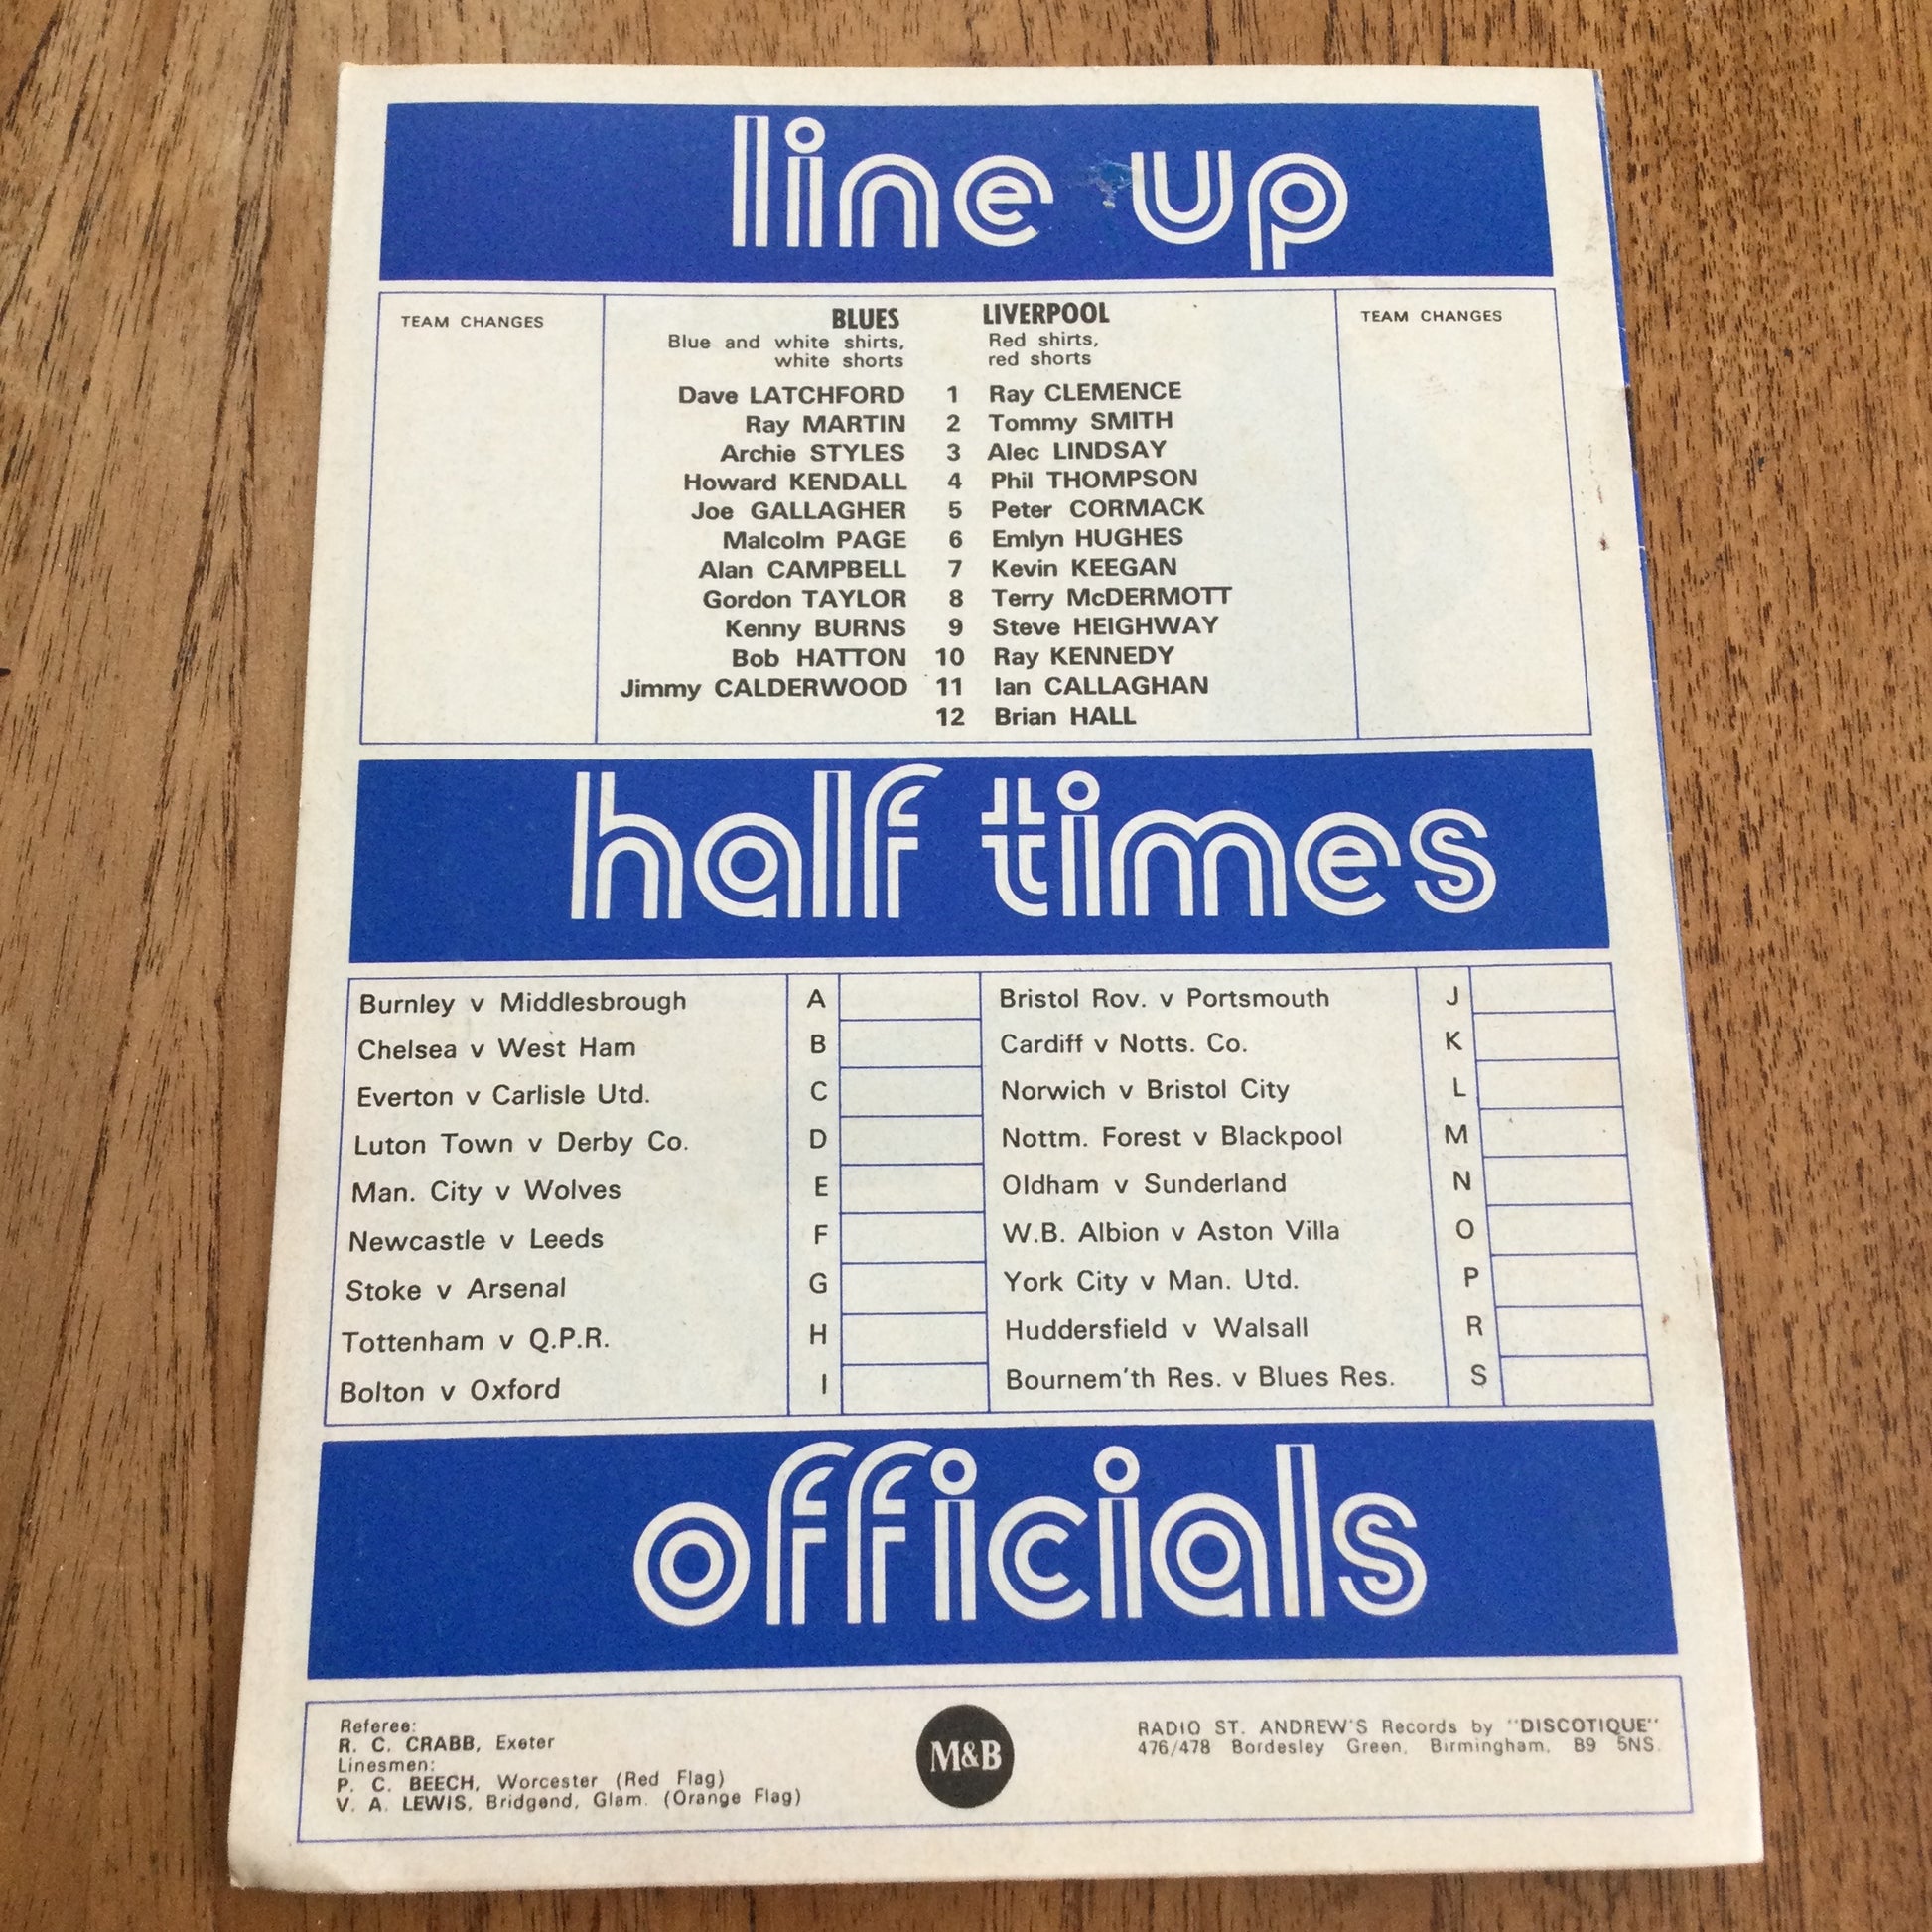 line up
TEAM CHANGES
BLUES LIVERPOOL
TEAM CHANGES
Blue and white shirts, Red shirts,
white shorts red shorts
Dave LATCHFORD 1 Ray CLEMENCE
Ray MARTIN 2 Tommy SMITH
Archie STYLES 3 Alec LINDSAY
Howard KENDALL 4 Phil THOMPSON
Joe GALLAGHER 5 Peter CORMACK
Malcolm PAGE 6 Emlyn HUGHES
Alan CAMPBELL 7 Kevin KEEGAN
Gordon TAYLOR 8 Terry McDERMOTT
Kenny BURNS 9 Steve HEIGHWAY
Bob HATTON 10 Ray KENNEDY
Jimmy CALDERWOOD 11 Ian CALLAGHAN
12 Brian HALL
half times
Burnley v Middlesbrough A Bristol Rov. v Portsmouth J
Chelsea v West Ham B Cardiff v Notts. Co. K
Everton v Carlisle Utd. C Norwich v Bristol City L
Luton Town v Derby Co. D Nottm. Forest v Blackpool M
Man. City v Wolves E Oldham v Sunderland N
Newcastle v Leeds F W.B. Albion v Aston Villa O
Stoke v Arsenal G York City v Man. Utd. P
Tottenham v Q.P.R. H Huddersfield v Walsall R
Bolton v Oxford I Bournem'th Res. v Blues Res. S
officials
Referee:
R. C. CRABB, Exeter
Linesmen:
P. C. BEECH, Worcester (Red Flag)
V. A. LEWIS, Bridgend, Glam. (Orange Flag)
M&B
RADIO ST. ANDREW'S Records by "DISCOTIQUE"
476/478 Bordesley Green, Birmingham, B9 5NS.